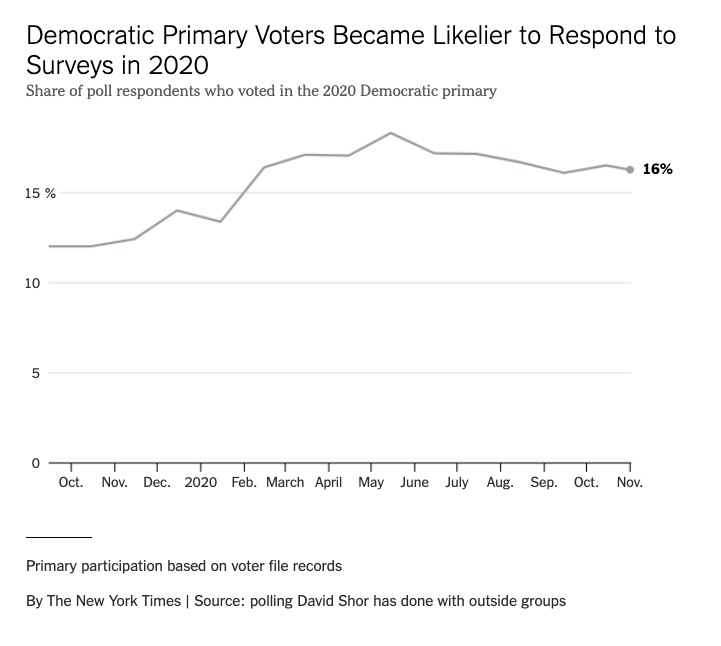 Democratic Primary Voters Became Likelier to Respond to
Surveys in 2020
Share of poll respondents who voted in the 2020 Democratic primary
16%
15 %
10
5
0
Oct. Nov. Dec. 2020 Feb. March April May June July Aug. Sep. Oct. Nov.
Primary participation based on voter file records
By The New York Times | Source: polling David Shor has done with outside groups